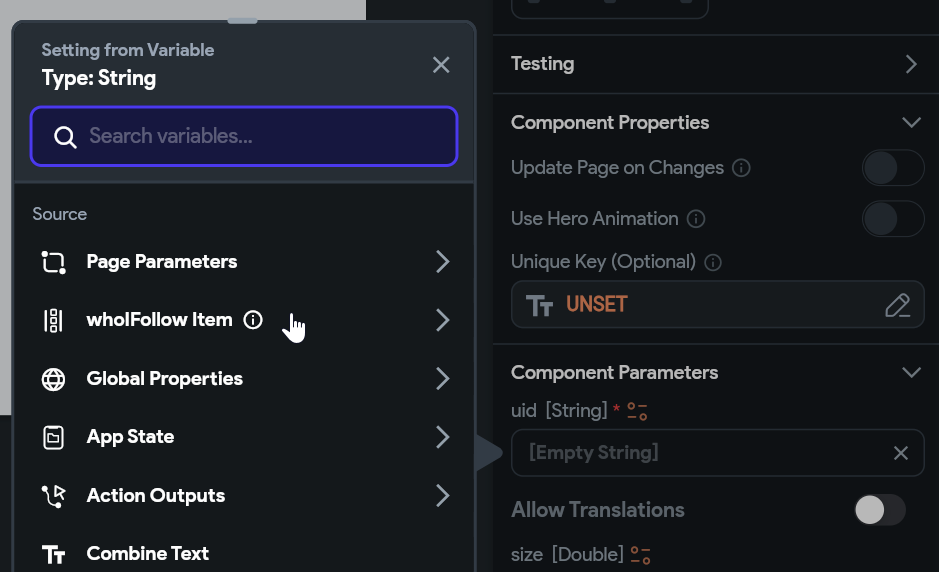 Setting from Variable
Type: String
Search variables...
Source
Page Parameters
whoIFollow Item
Global Properties
App State
Action Outputs
Combine Text
Testing
Component Properties
Update Page on Changes
Use Hero Animation
Unique Key (Optional)
UNSET
Component Parameters
uid [String] *
[Empty String]
Allow Translations
size [Double]